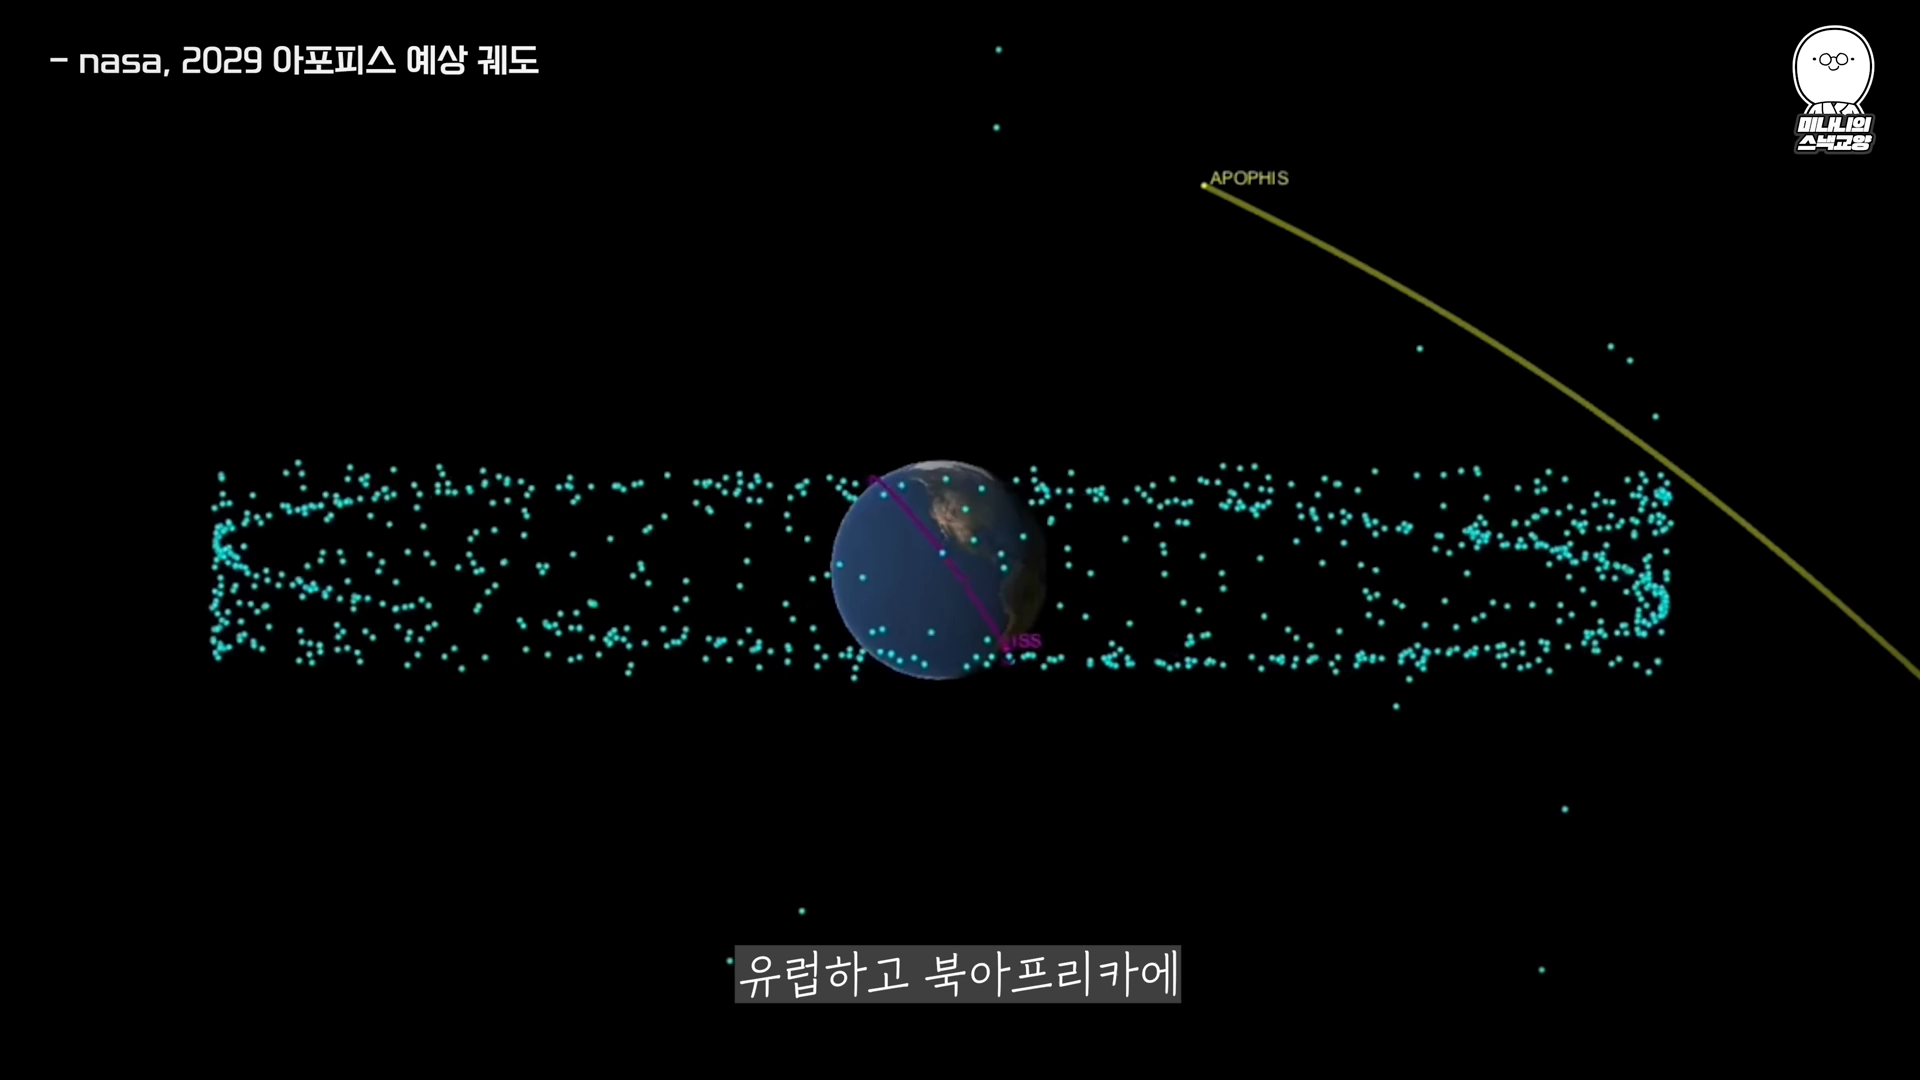 - nasa, 2029 아포피스 예상 궤도
미내니의
스낵교양
APOPHIS
ISS
유럽하고 북아프리카에